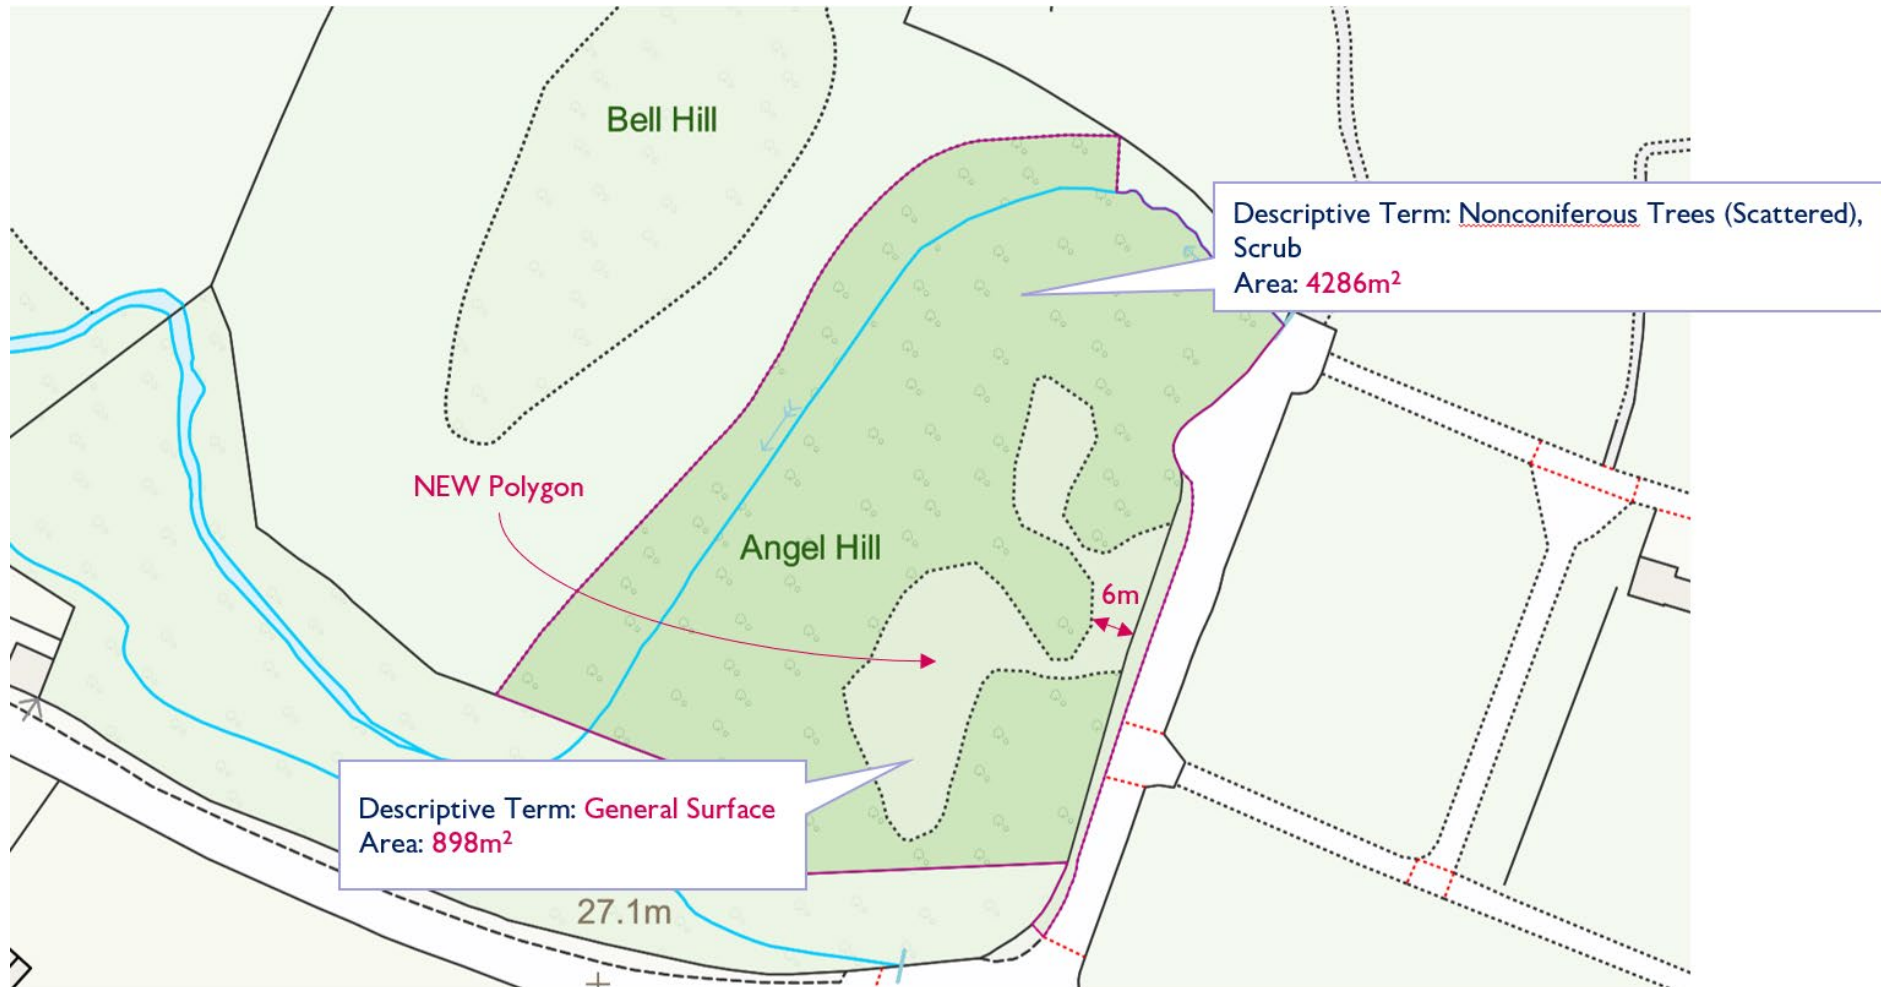 Bell Hill
Descriptive Term: Nonconiferous Trees (Scattered),
Scrub
Area: 4286m²
NEW Polygon
Angel Hill
6m
Descriptive Term: General Surface
Area: 898m²
27.1m